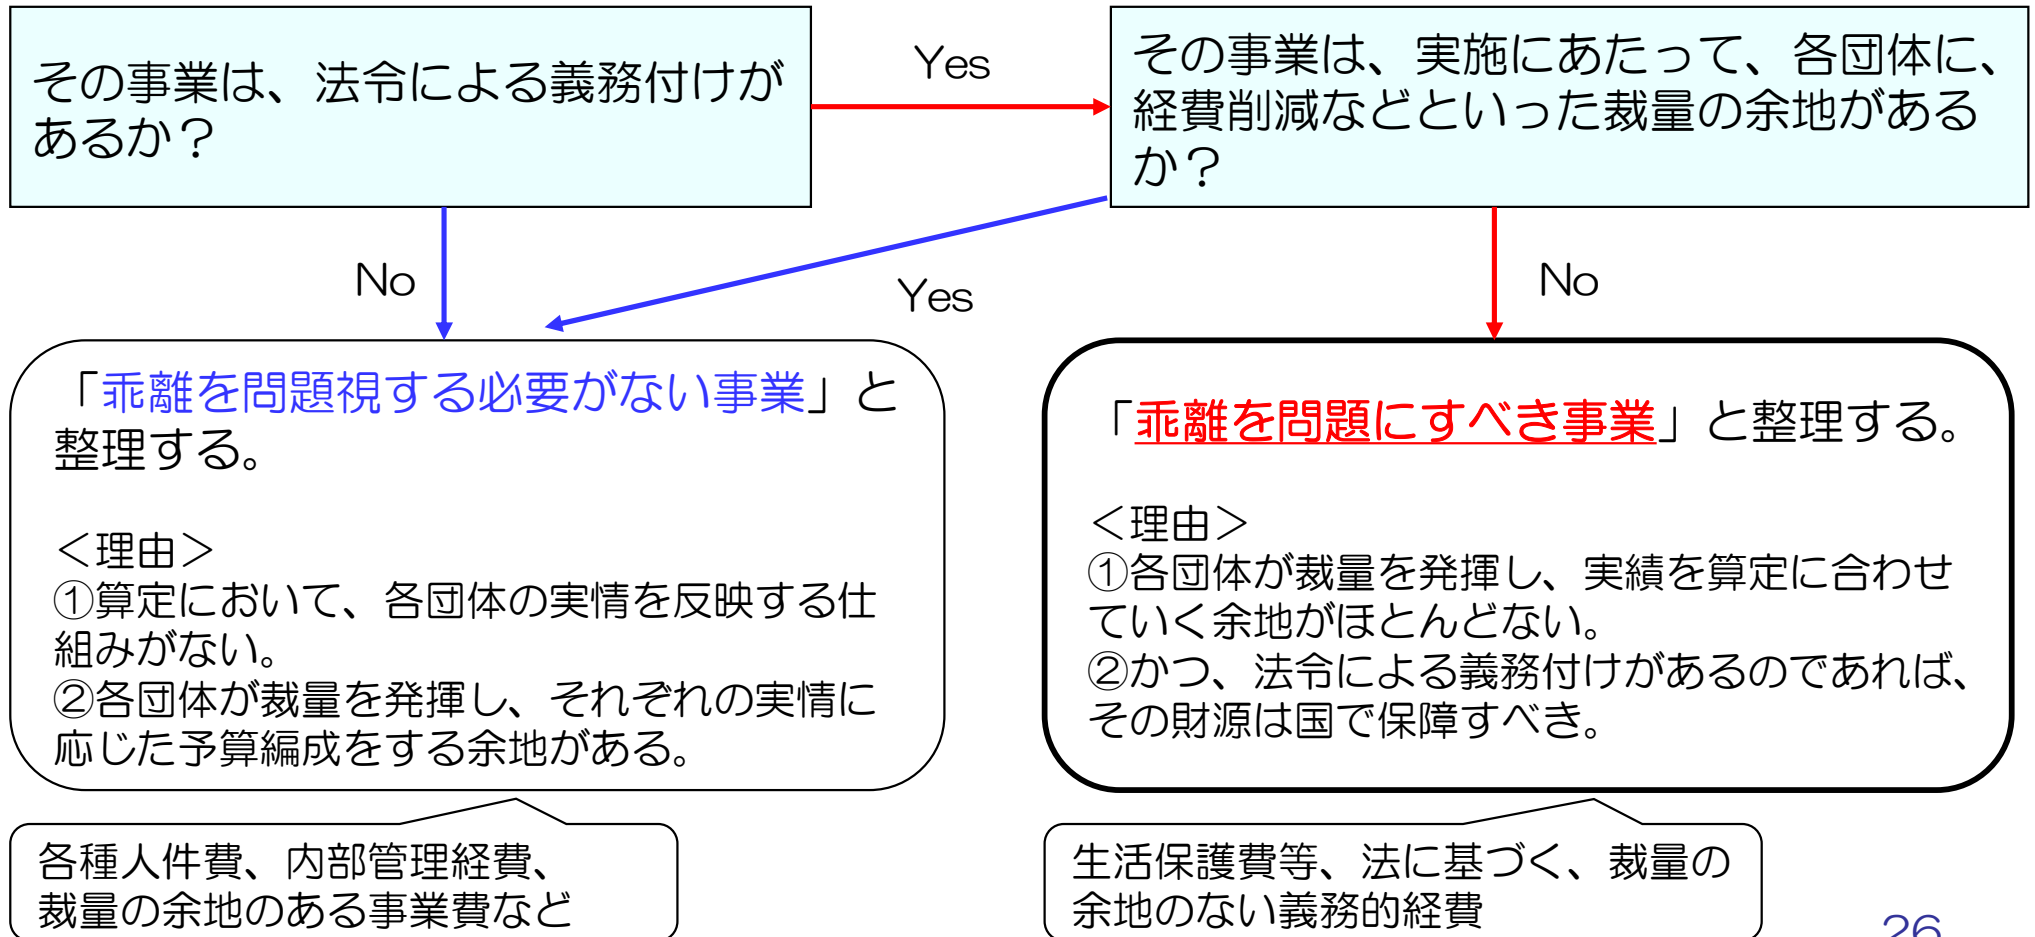 その事業は、法令による義務付けが
あるか？
Yes
その事業は、実施にあたって、各団体に、
経費削減などといった裁量の余地がある
か？
No
Yes
No
「乖離を問題視する必要がない事業」と
整理する。
＜理由＞
①算定において、各団体の実情を反映する仕
組みがない。
②各団体が裁量を発揮し、それぞれの実情に
応じた予算編成をする余地がある。
「乖離を問題にすべき事業」と整理する。
＜理由＞
①各団体が裁量を発揮し、実績を算定に合わせ
ていく余地がほとんどない。
②かつ、法令による義務付けがあるのであれば、
その財源は国で保障すべき。
各種人件費、内部管理経費、
裁量の余地のある事業費など
生活保護費等、法に基づく、裁量の
余地のない義務的経費
26